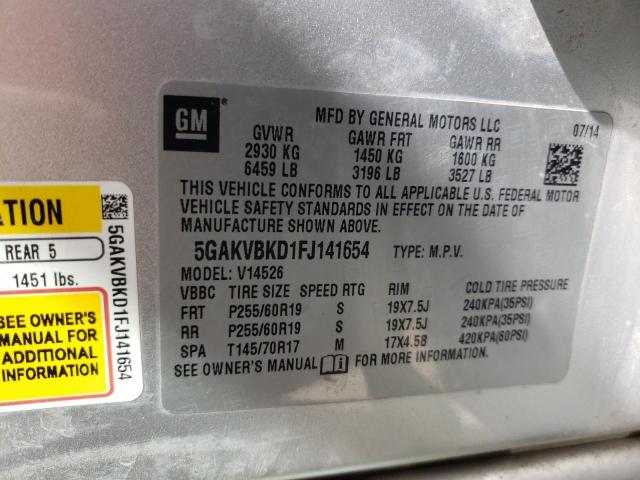 GM ®
MFD BY GENERAL MOTORS LLC
07/14
GVWR GAWR FRT GAWR RR
2930 KG 1450 KG 1600 KG
6459 LB 3196 LB 3527 LB
THIS VEHICLE CONFORMS TO ALL APPLICABLE U.S. FEDERAL MOTOR
VEHICLE SAFETY STANDARDS IN EFFECT ON THE DATE OF
MANUFACTURE SHOWN ABOVE.
5GAKVBKD1FJ141654 TYPE: M.P.V.
MODEL: V14526
VBBC TIRE SIZE SPEED RTG RIM COLD TIRE PRESSURE
FRT P255/60R19 S 19X7.5J 240KPA(35PSI)
RR P255/60R19 S 19X7.5J 240KPA(35PSI)
SPA T145/70R17 M 17X4.5B 420KPA(60PSI)
SEE OWNER'S MANUAL FOR MORE INFORMATION.
REAR 5
1451 lbs.
SEE OWNER'S
MANUAL FOR
ADDITIONAL
INFORMATION
5GAKVBKD1FJ141654